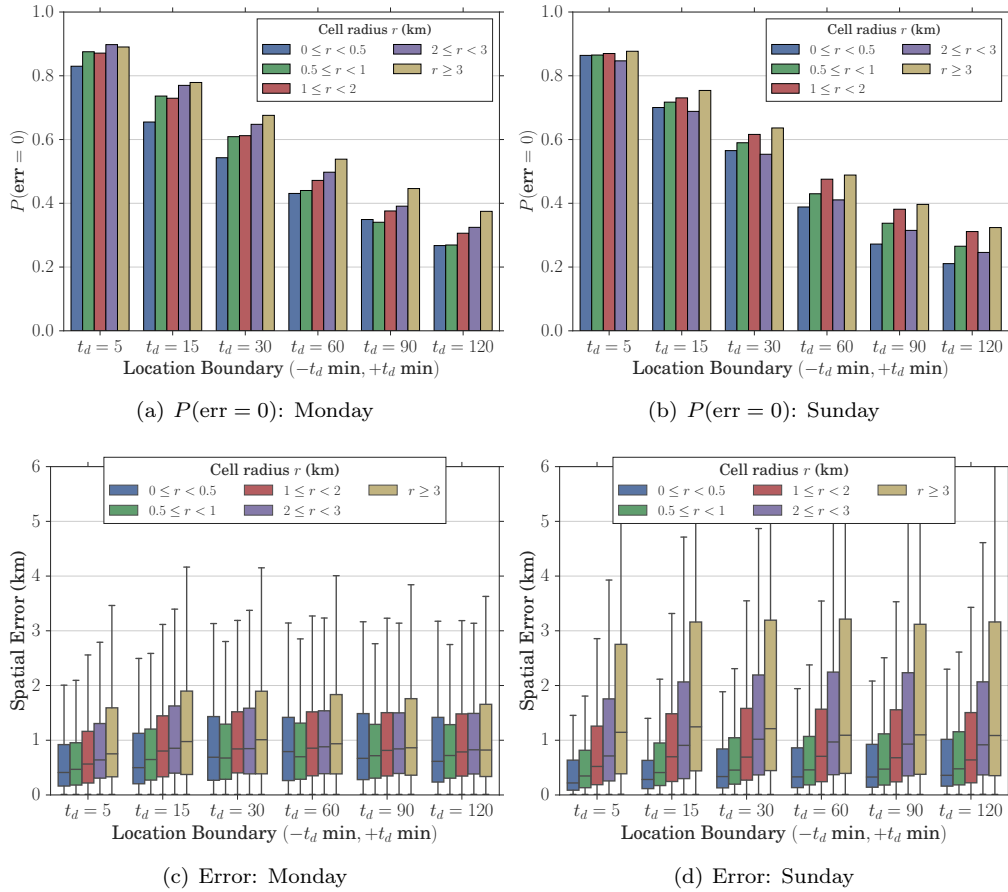 1.0
0.8
0.6
0.4
0.2
0.0
P(err = 0)
Cell radius r (km)
0 ≤ r < 0.5
0.5 ≤ r < 1
1 ≤ r < 2
2 ≤ r < 3
r ≥ 3
t_d = 5 t_d = 15 t_d = 30 t_d = 60 t_d = 90 t_d = 120
Location Boundary (−t_d min, +t_d min)
(a) P(err = 0): Monday
1.0
0.8
0.6
0.4
0.2
0.0
P(err = 0)
Cell radius r (km)
0 ≤ r < 0.5
0.5 ≤ r < 1
1 ≤ r < 2
2 ≤ r < 3
r ≥ 3
t_d = 5 t_d = 15 t_d = 30 t_d = 60 t_d = 90 t_d = 120
Location Boundary (−t_d min, +t_d min)
(b) P(err = 0): Sunday
6
5
4
3
2
1
0
Spatial Error (km)
Cell radius r (km)
0 ≤ r < 0.5
0.5 ≤ r < 1
1 ≤ r < 2
2 ≤ r < 3
r ≥ 3
t_d = 5 t_d = 15 t_d = 30 t_d = 60 t_d = 90 t_d = 120
Location Boundary (−t_d min, +t_d min)
(c) Error: Monday
6
5
4
3
2
1
0
Spatial Error (km)
Cell radius r (km)
0 ≤ r < 0.5
0.5 ≤ r < 1
1 ≤ r < 2
2 ≤ r < 3
r ≥ 3
t_d = 5 t_d = 15 t_d = 30 t_d = 60 t_d = 90 t_d = 120
Location Boundary (−t_d min, +t_d min)
(d) Error: Sunday